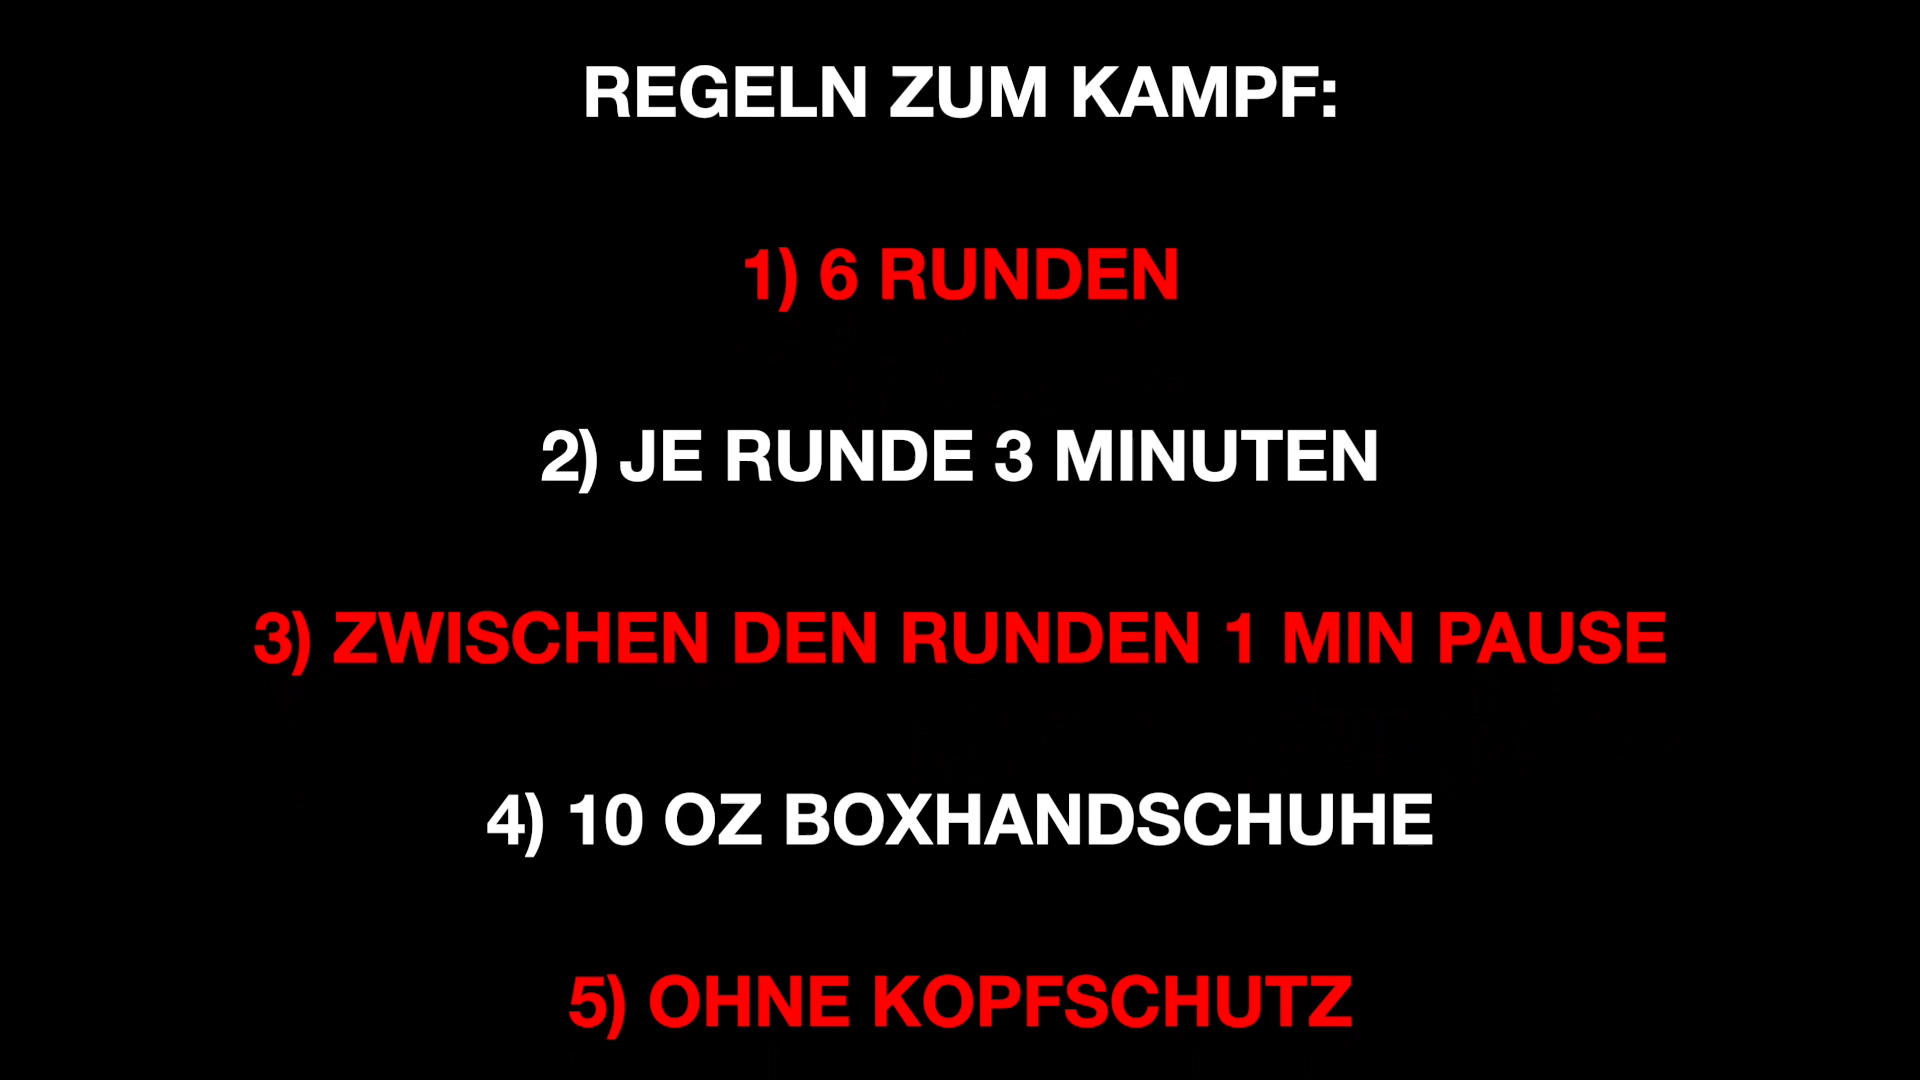 REGELN ZUM KAMPF:
1) 6 RUNDEN
2) JE RUNDE 3 MINUTEN
3) ZWISCHEN DEN RUNDEN 1 MIN PAUSE
4) 10 OZ BOXHANDSCHUHE
5) OHNE KOPFSCHUTZ